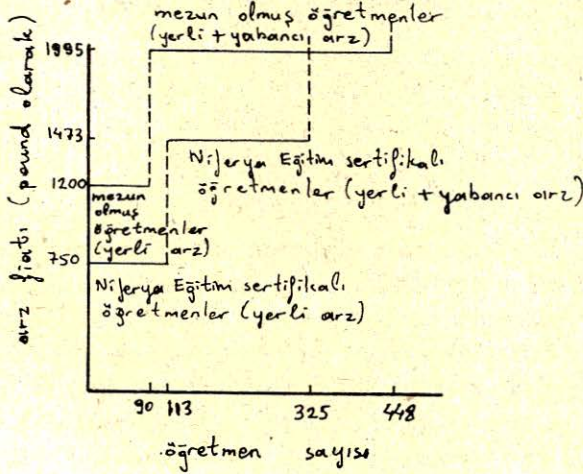 mezun olmuş öğretmenler
(yerli + yabancı arz)
1995
1473
Nijerya Eğitim sertifikalı
öğretmenler (yerli + yabancı arz)
1200
mezun
olmuş
öğretmenler
(yerli arz)
750
Nijerya Eğitim sertifikalı
öğretmenler (yerli arz)
arz fiatı (pound olarak)
90 113 325 448
öğretmen sayısı